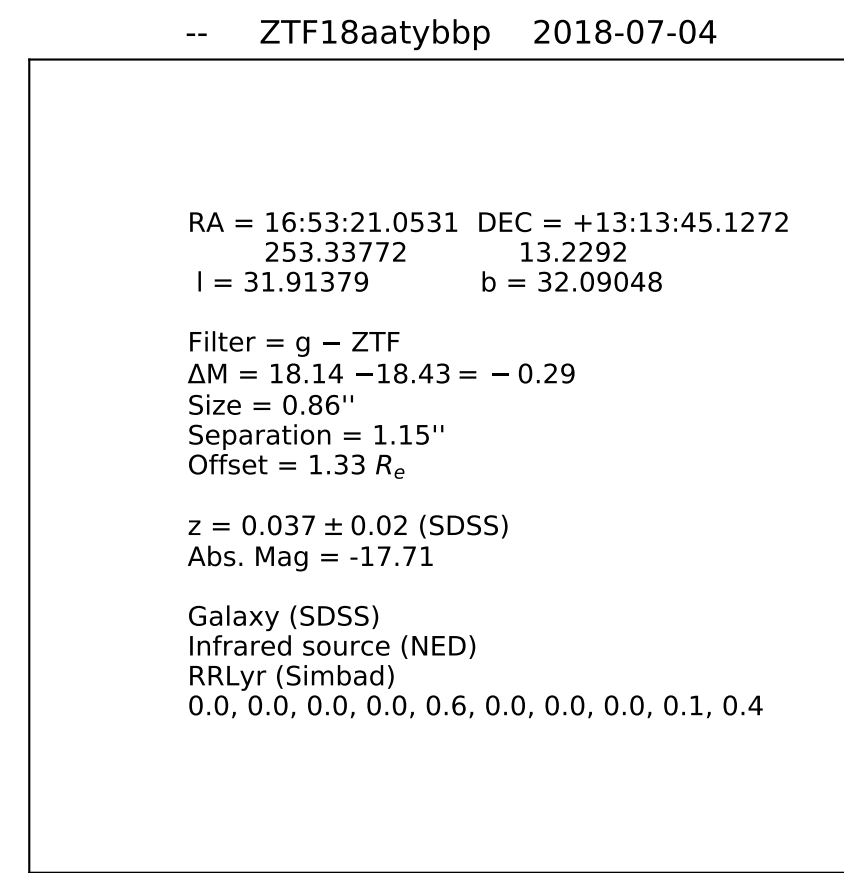 -- ZTF18aatybbp 2018-07-04
RA = 16:53:21.0531 DEC = +13:13:45.1272
253.33772 13.2292
l = 31.91379 b = 32.09048
Filter = g − ZTF
ΔM = 18.14 −18.43 = − 0.29
Size = 0.86''
Separation = 1.15''
Offset = 1.33 Rₑ
z = 0.037 ± 0.02 (SDSS)
Abs. Mag = -17.71
Galaxy (SDSS)
Infrared source (NED)
RRLyr (Simbad)
0.0, 0.0, 0.0, 0.0, 0.6, 0.0, 0.0, 0.0, 0.1, 0.4